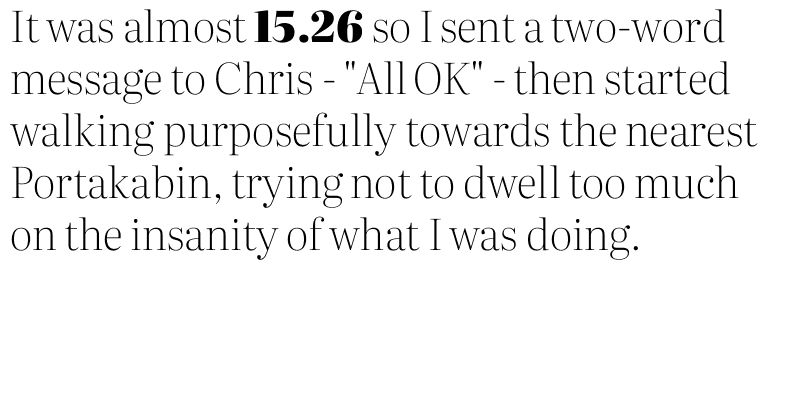 It was almost 15.26 so I sent a two-word
message to Chris - "All OK" - then started
walking purposefully towards the nearest
Portakabin, trying not to dwell too much
on the insanity of what I was doing.